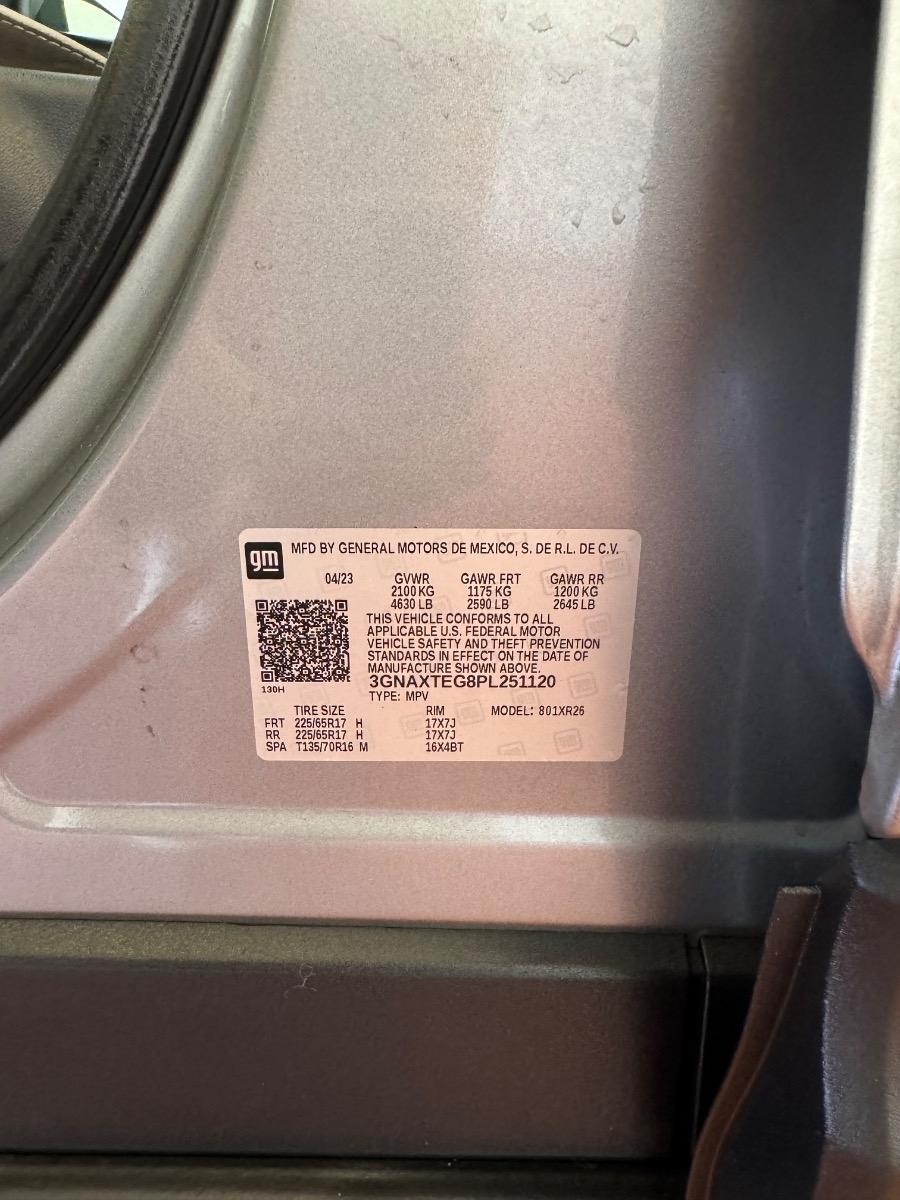 gm MFD BY GENERAL MOTORS DE MEXICO, S. DE R.L. DE C.V.
04/23 GVWR GAWR FRT GAWR RR
2100 KG 1175 KG 1200 KG
4630 LB 2590 LB 2645 LB
THIS VEHICLE CONFORMS TO ALL
APPLICABLE U.S. FEDERAL MOTOR
VEHICLE SAFETY AND THEFT PREVENTION
STANDARDS IN EFFECT ON THE DATE OF
MANUFACTURE SHOWN ABOVE.
3GNAXTEG8PL251120
130H
TYPE: MPV
TIRE SIZE RIM MODEL: 801XR26
FRT 225/65R17 H 17X7J
RR 225/65R17 H 17X7J
SPA T135/70R16 M 16X4BT